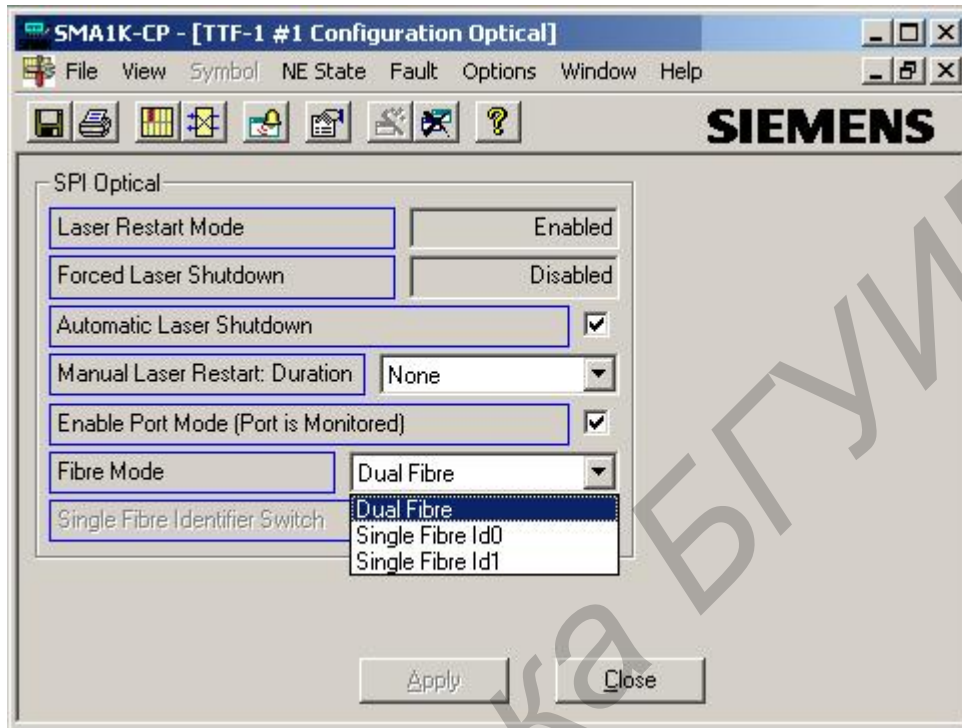 SMA1K-CP - [TTF-1 #1 Configuration Optical]
File View Symbol NE State Fault Options Window Help
SIEMENS
SPI Optical
Laser Restart Mode Enabled
Forced Laser Shutdown Disabled
Automatic Laser Shutdown
Manual Laser Restart: Duration None
Enable Port Mode (Port is Monitored)
Fibre Mode Dual Fibre
Single Fibre Identifier Switch
Dual Fibre
Single Fibre Id0
Single Fibre Id1
Apply Close
ка БГУИ